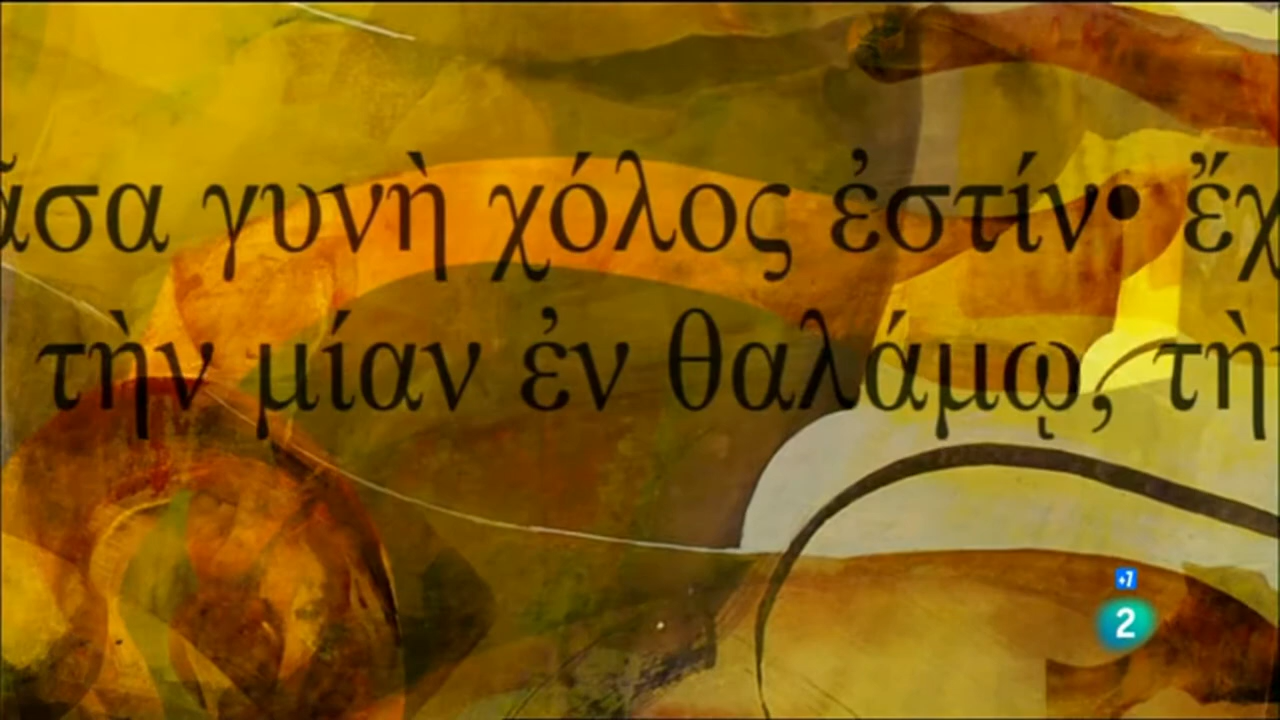 ᾶσα γυνὴ χόλος ἐστίν• ἔχ
τὴν μίαν ἐν θαλάμῳ, τὴ
+7
2